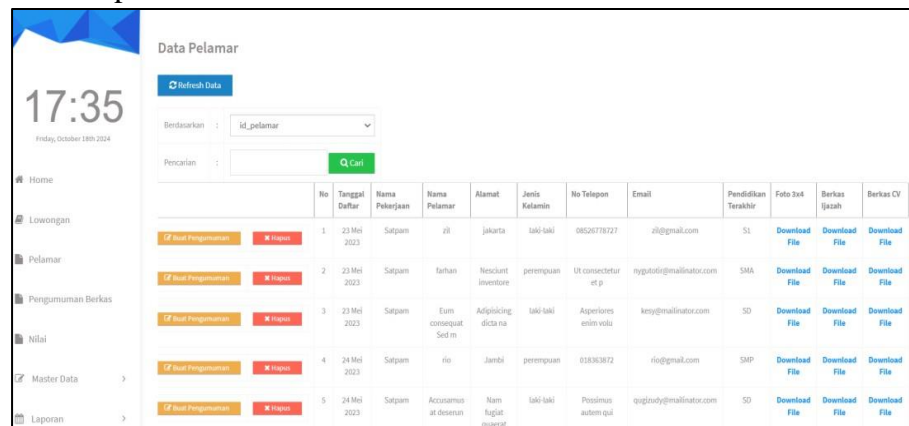 Data Pelamar
Refresh Data
17:35
Friday, October 18th 2024
Berdasarkan : id_pelamar
Pencarian : Cari
Home
Lowongan
Pelamar
Pengumuman Berkas
Nilai
Master Data >
Laporan >
No Tanggal Daftar Nama Pekerjaan Nama Pelamar Alamat Jenis Kelamin No Telepon Email Pendidikan Terakhir Foto 3x4 Berkas Ijazah Berkas CV
Buat Pengumuman Hapus 1 23 Mei 2023 Satpam zil jakarta laki-laki 08526778727 zil@gmail.com S1 Download File Download File Download File
Buat Pengumuman Hapus 2 23 Mei 2023 Satpam farhan Nesciunt inventore perempuan Ut consectetur et p nygutotir@mailinator.com SMA Download File Download File Download File
Buat Pengumuman Hapus 3 23 Mei 2023 Satpam Eum consequat Sed m Adipisicing dicta na laki-laki Asperiores enim volu kesy@mailinator.com SD Download File Download File Download File
Buat Pengumuman Hapus 4 24 Mei 2023 Satpam rio Jambi perempuan 018363872 rio@gmail.com SMP Download File Download File Download File
Buat Pengumuman Hapus 5 24 Mei 2023 Satpam Accusamus at deserun Nam fugiat laki-laki Possimus autem qui qugizudy@mailinator.com SD Download File Download File Download File